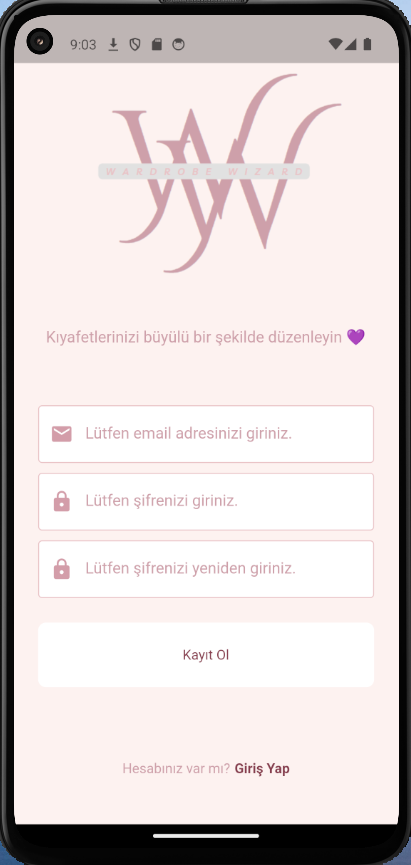 9:03
WARDROBE WIZARD
Kıyafetlerinizi büyülü bir şekilde düzenleyin 💜
Lütfen email adresinizi giriniz.
Lütfen şifrenizi giriniz.
Lütfen şifrenizi yeniden giriniz.
Kayıt Ol
Hesabınız var mı? Giriş Yap